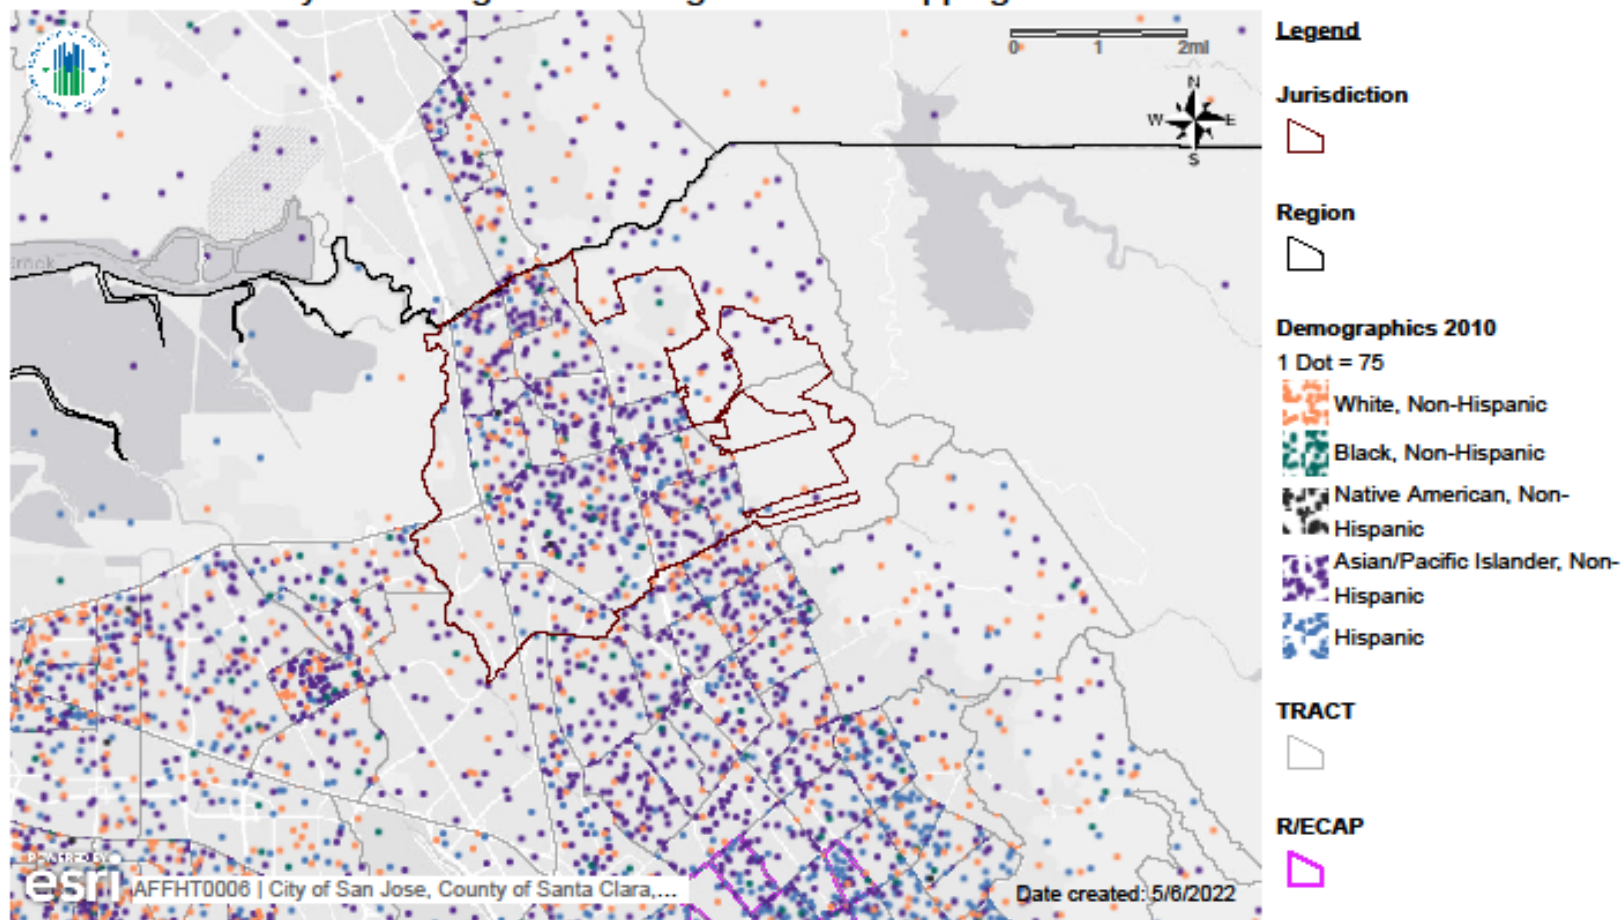 0
1
2mi
N
W
E
S
POWERED BY
esri
AFFHT0006 | City of San Jose, County of Santa Clara,...
Date created: 5/6/2022
Legend
Jurisdiction
Region
Demographics 2010
1 Dot = 75
White, Non-Hispanic
Black, Non-Hispanic
Native American, Non-
Hispanic
Asian/Pacific Islander, Non-
Hispanic
Hispanic
TRACT
R/ECAP